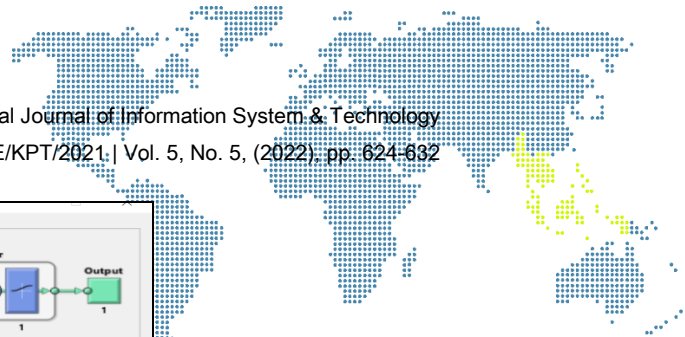 al Journal of Information System & Technology
E/KPT/2021 | Vol. 5, No. 5, (2022), pp. 624-632
Output
1
1